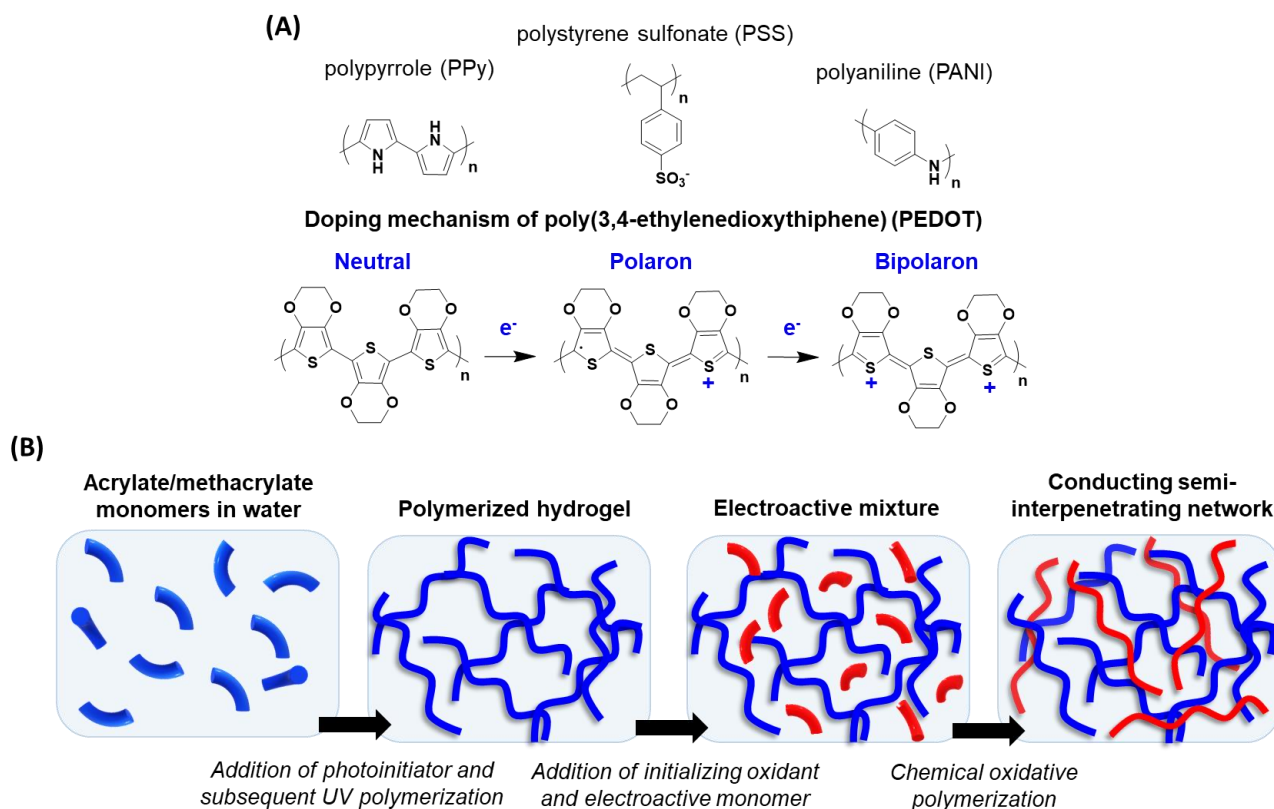 (A)
polystyrene sulfonate (PSS)
polypyrrole (PPy)
polyaniline (PANI)
n
H
N
N
H
n
SO3-
N
H
n
Doping mechanism of poly(3,4-ethylenedioxythiphene) (PEDOT)
Neutral
Polaron
Bipolaron
O O O O
S
S S
n
O O
e-
O O O O
S
S S
+
n
O O
e-
O O O O
S
S S
+ +
n
O O
(B)
Acrylate/methacrylate
monomers in water
Polymerized hydrogel
Electroactive mixture
Conducting semi-
interpenetrating network
Addition of photoinitiator and
subsequent UV polymerization
Addition of initializing oxidant
and electroactive monomer
Chemical oxidative
polymerization